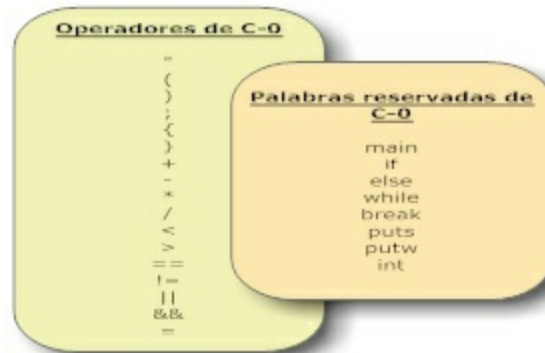 Operadores de C-0
"
(
)
;
{
}
+
-
*
/
<
>
==
!=
||
&&
=
Palabras reservadas de
C-0
main
if
else
while
break
puts
putw
int